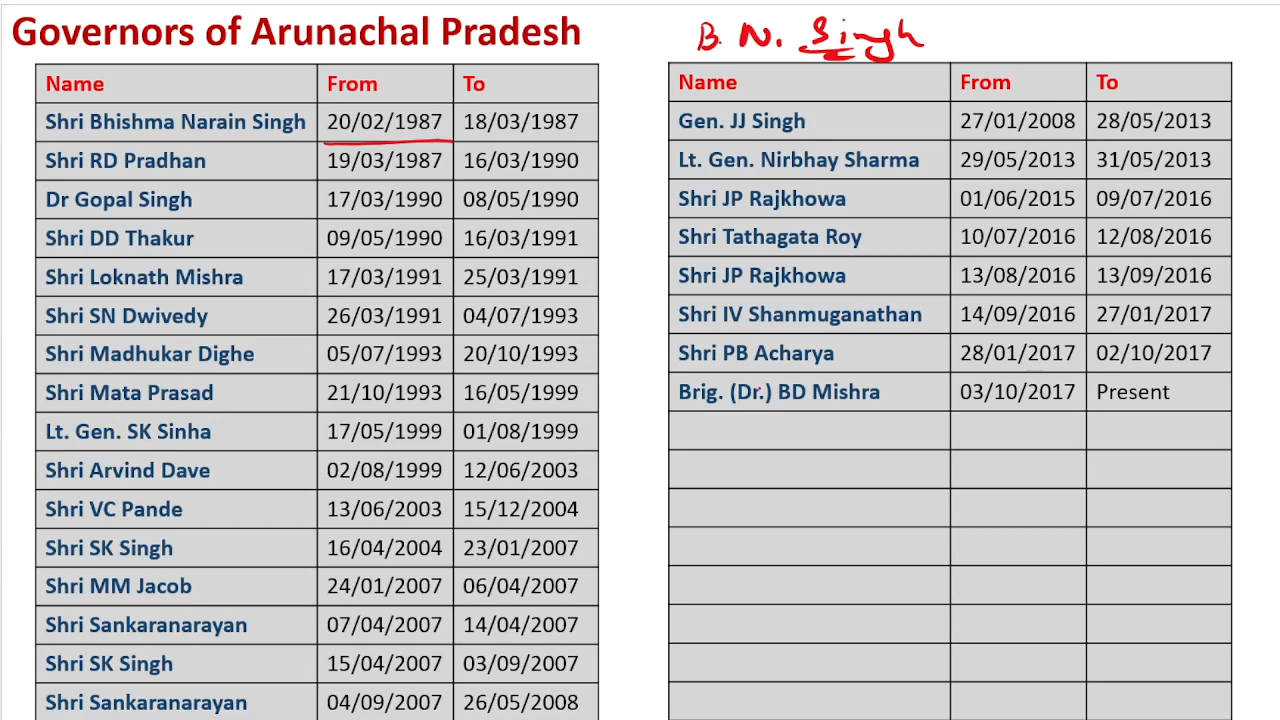 Governors of Arunachal Pradesh
Name From To
Shri Bhishma Narain Singh 20/02/1987 18/03/1987
Shri RD Pradhan 19/03/1987 16/03/1990
Dr Gopal Singh 17/03/1990 08/05/1990
Shri DD Thakur 09/05/1990 16/03/1991
Shri Loknath Mishra 17/03/1991 25/03/1991
Shri SN Dwivedy 26/03/1991 04/07/1993
Shri Madhukar Dighe 05/07/1993 20/10/1993
Shri Mata Prasad 21/10/1993 16/05/1999
Lt. Gen. SK Sinha 17/05/1999 01/08/1999
Shri Arvind Dave 02/08/1999 12/06/2003
Shri VC Pande 13/06/2003 15/12/2004
Shri SK Singh 16/04/2004 23/01/2007
Shri MM Jacob 24/01/2007 06/04/2007
Shri Sankaranarayan 07/04/2007 14/04/2007
Shri SK Singh 15/04/2007 03/09/2007
Shri Sankaranarayan 04/09/2007 26/05/2008
B. N. Singh
Name From To
Gen. JJ Singh 27/01/2008 28/05/2013
Lt. Gen. Nirbhay Sharma 29/05/2013 31/05/2013
Shri JP Rajkhowa 01/06/2015 09/07/2016
Shri Tathagata Roy 10/07/2016 12/08/2016
Shri JP Rajkhowa 13/08/2016 13/09/2016
Shri IV Shanmuganathan 14/09/2016 27/01/2017
Shri PB Acharya 28/01/2017 02/10/2017
Brig. (Dr.) BD Mishra 03/10/2017 Present